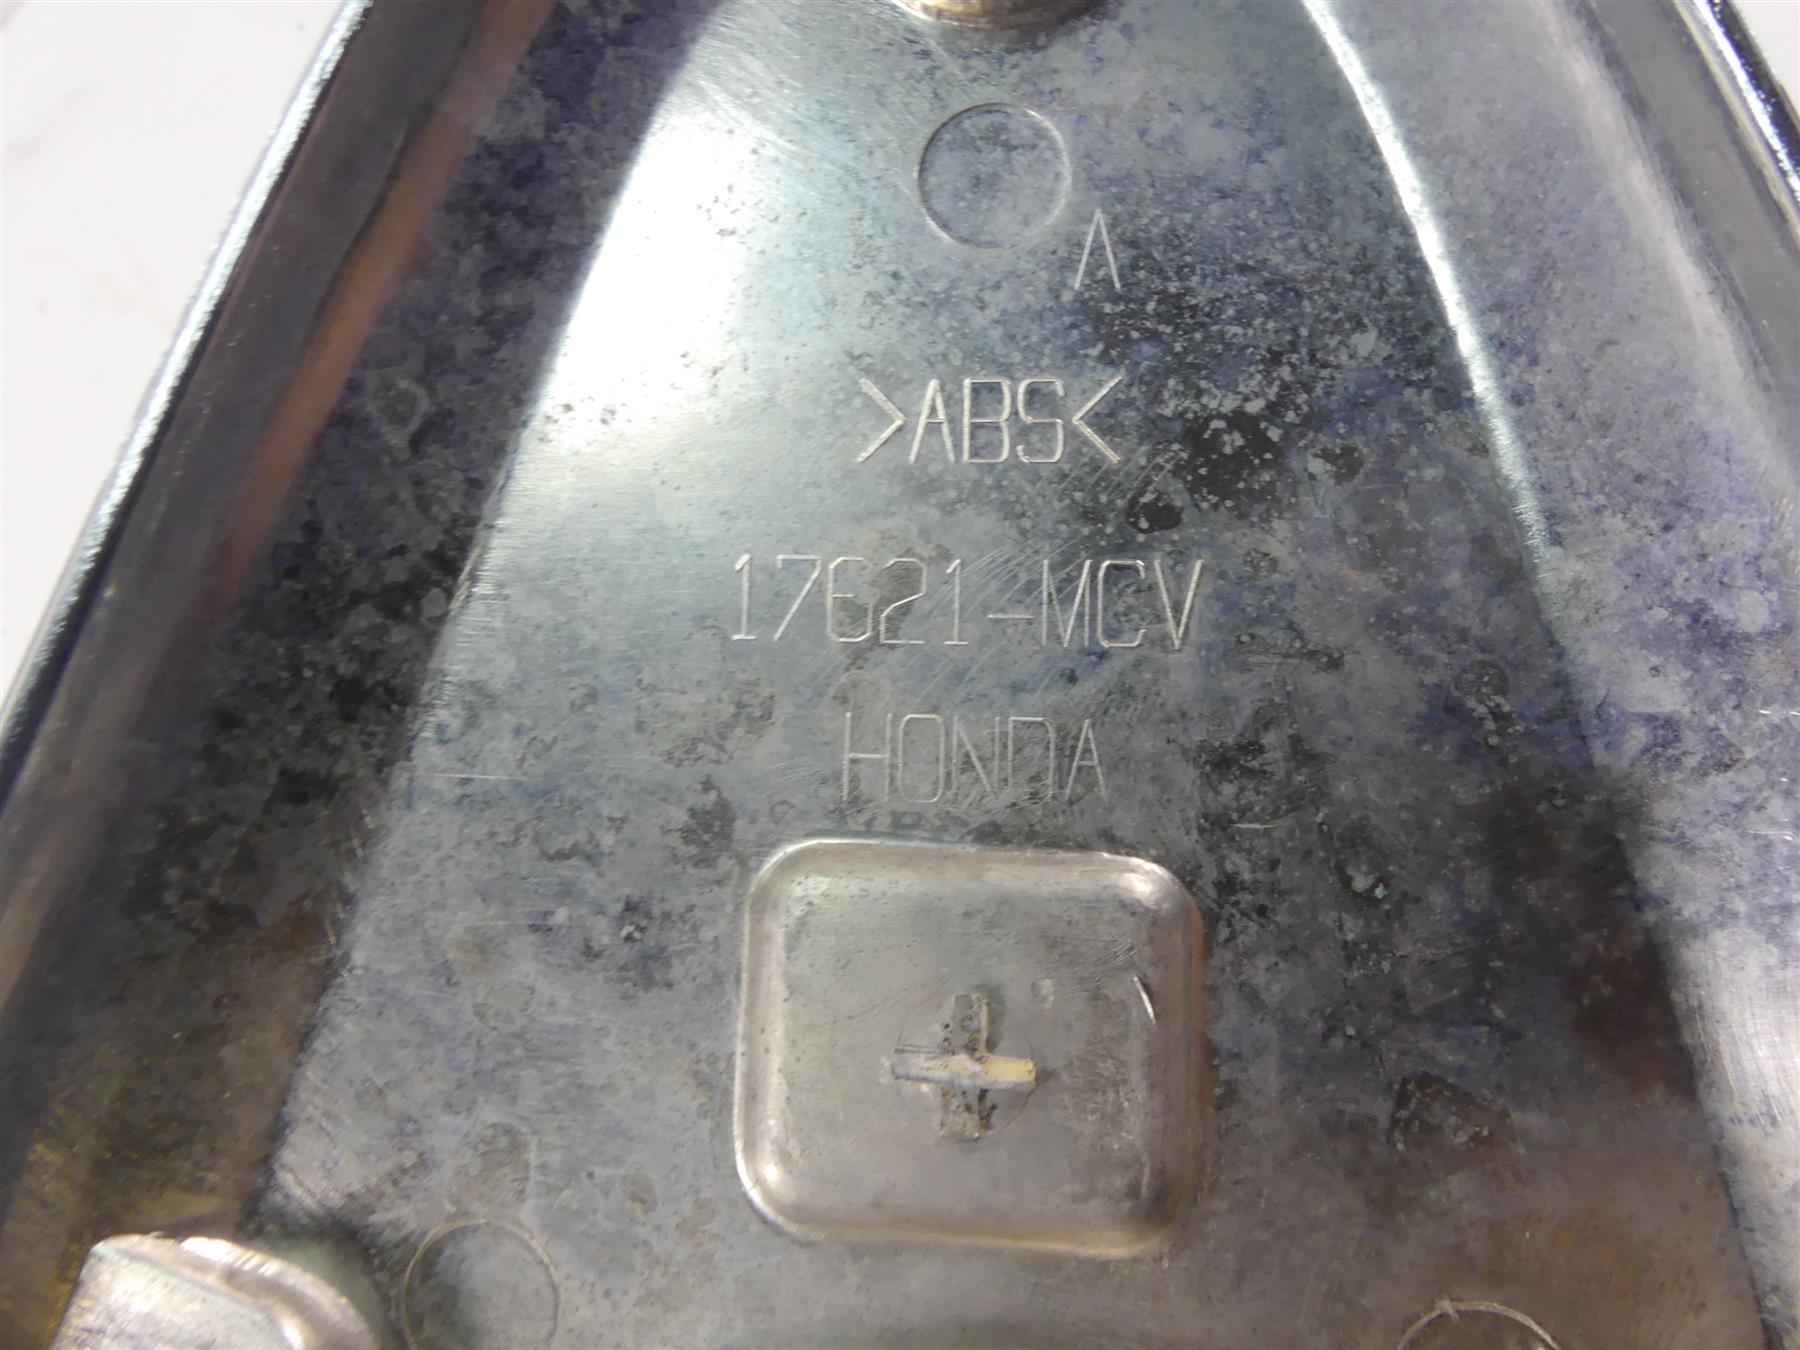 Λ
>ABS<
17621-MCV
HONDA